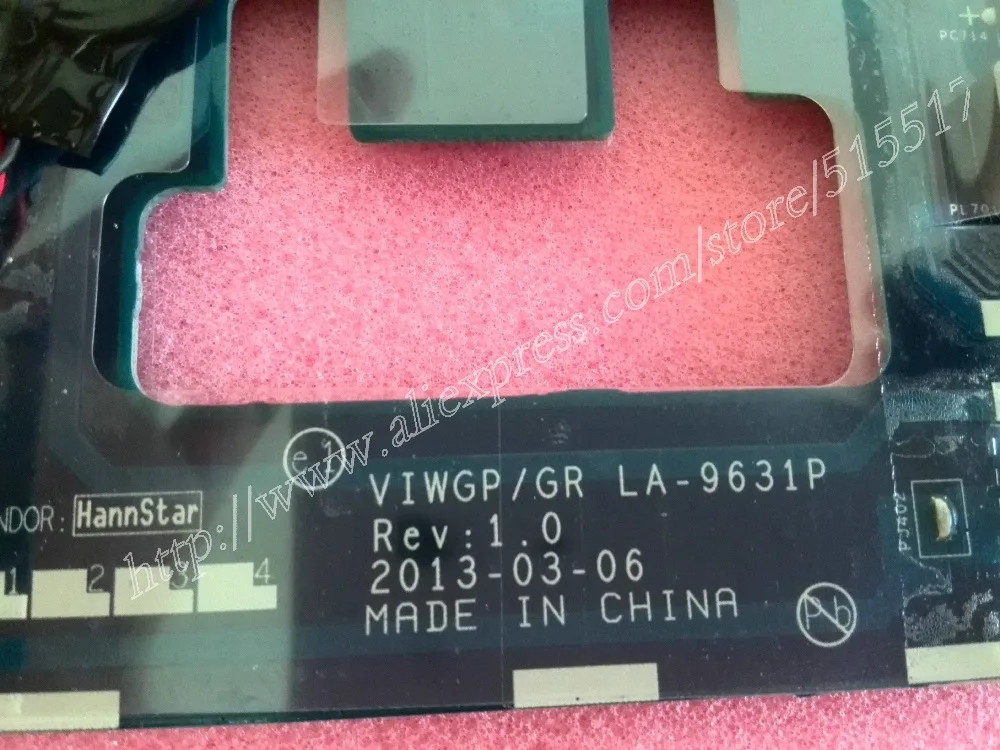 PC714
PL70
http://www.aliexpress.com/store/515517
e1
VIWGP/GR LA-9631P
Rev:1.0
2013-03-06
MADE IN CHINA
Pb
NDOR: HannStar
1 2 3 4
PJ402